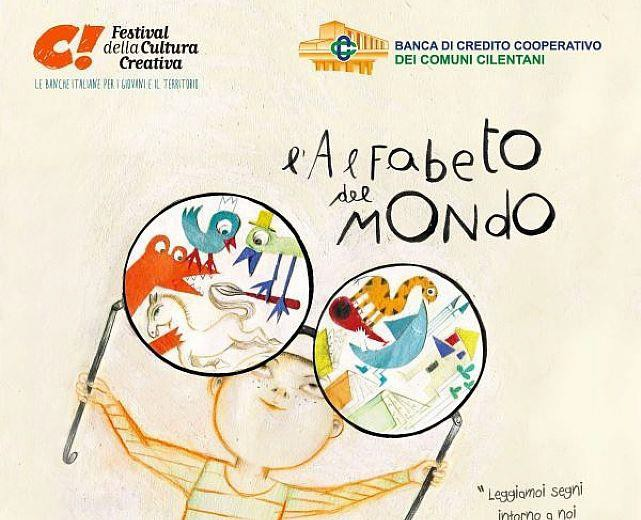 C! Festival
della Cultura
Creativa
LE BANCHE ITALIANE PER I GIOVANI E IL TERRITORIO
BANCA DI CREDITO COOPERATIVO
DEI COMUNI CILENTANI
l'AlFabeto
del
MONdo
"Leggiamoi segni
intorno a noi